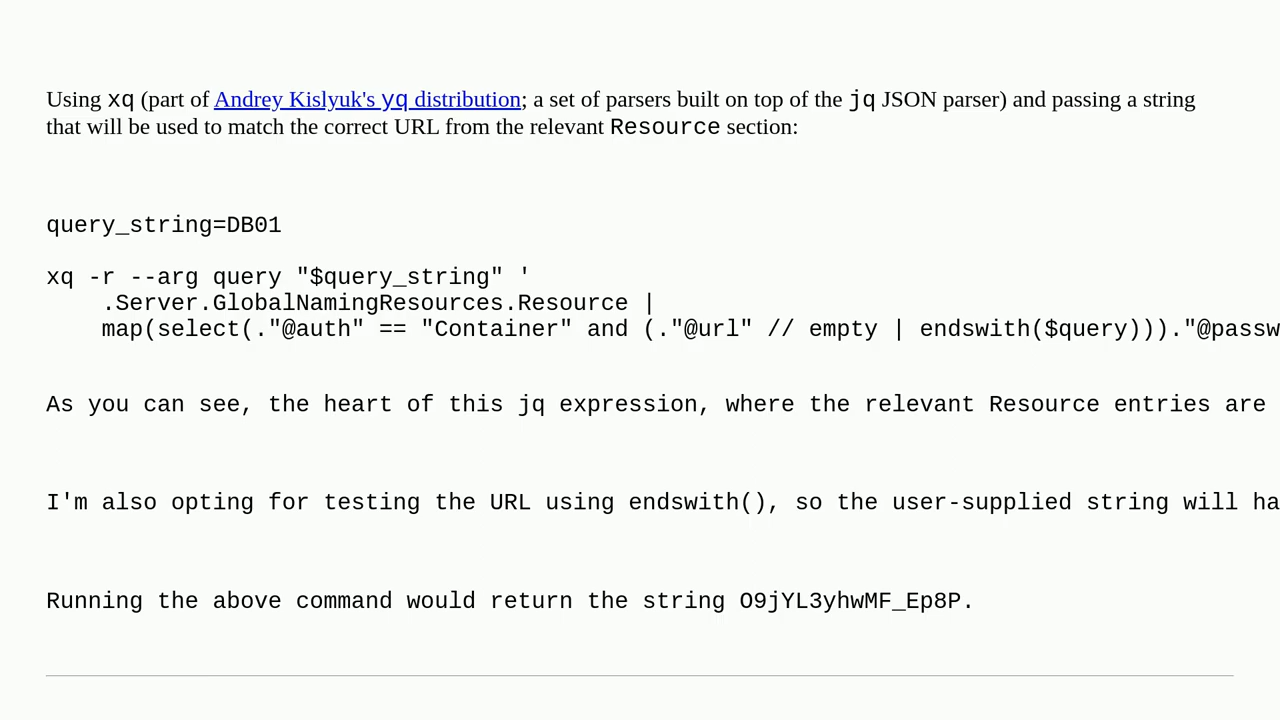 Using xq (part of Andrey Kislyuk's yq distribution; a set of parsers built on top of the jq JSON parser) and passing a string
that will be used to match the correct URL from the relevant Resource section:
query_string=DB01
xq -r --arg query "$query_string" '
.Server.GlobalNamingResources.Resource |
map(select(."@auth" == "Container" and (."@url" // empty | endswith($query)))."@passw
As you can see, the heart of this jq expression, where the relevant Resource entries are
I'm also opting for testing the URL using endswith(), so the user-supplied string will ha
Running the above command would return the string O9jYL3yhwMF_Ep8P.